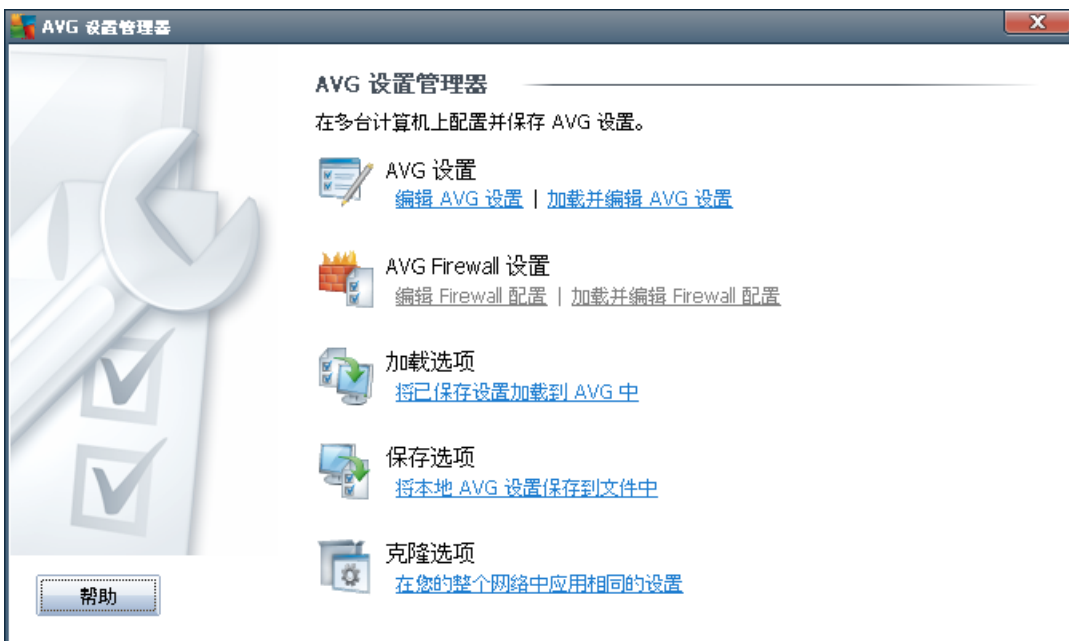 AVG 设置管理器
X
AVG 设置管理器
在多台计算机上配置并保存 AVG 设置。
AVG 设置
编辑 AVG 设置 | 加载并编辑 AVG 设置
AVG Firewall 设置
编辑 Firewall 配置 | 加载并编辑 Firewall 配置
加载选项
将已保存设置加载到 AVG 中
保存选项
将本地 AVG 设置保存到文件中
克隆选项
在您的整个网络中应用相同的设置
帮助